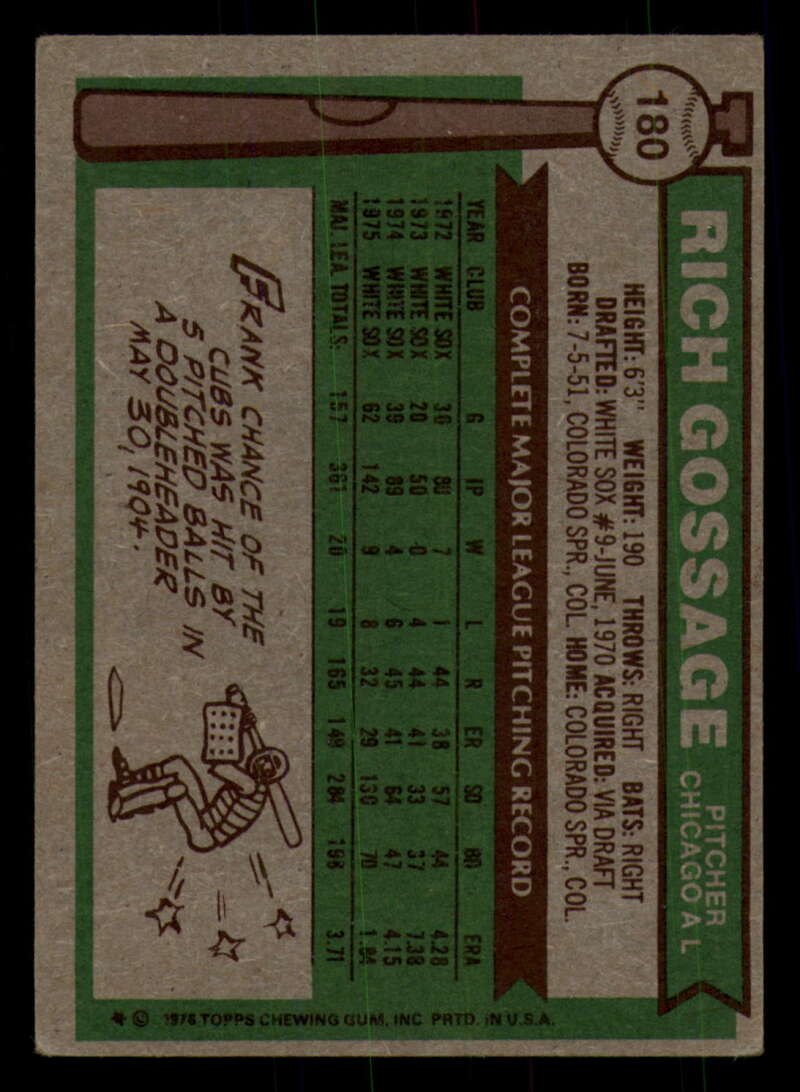 180
RICH GOSSAGE
PITCHER
CHICAGO A L
HEIGHT: 6'3" WEIGHT: 190 THROWS: RIGHT BATS: RIGHT
DRAFTED: WHITE SOX #9-JUNE, 1970 ACQUIRED: VIA DRAFT
BORN: 7-5-51, COLORADO SPR., COL. HOME: COLORADO SPR., COL.
COMPLETE MAJOR LEAGUE PITCHING RECORD
YEAR CLUB G IP W L R ER SO BB ERA
1972 WHITE SOX 36 80 7 1 44 38 57 44 4.28
1973 WHITE SOX 20 50 0 4 44 41 33 37 7.38
1974 WHITE SOX 39 89 4 6 45 41 64 47 4.15
1975 WHITE SOX 62 142 9 8 32 29 130 70 1.84
MAJ. LEA. TOTALS: 157 361 20 19 165 149 284 198 3.71
FRANK CHANCE OF THE
CUBS WAS HIT BY
5 PITCHED BALLS IN
A DOUBLEHEADER
MAY 30, 1904.
© 1976 TOPPS CHEWING GUM, INC. PRTD. IN U.S.A.